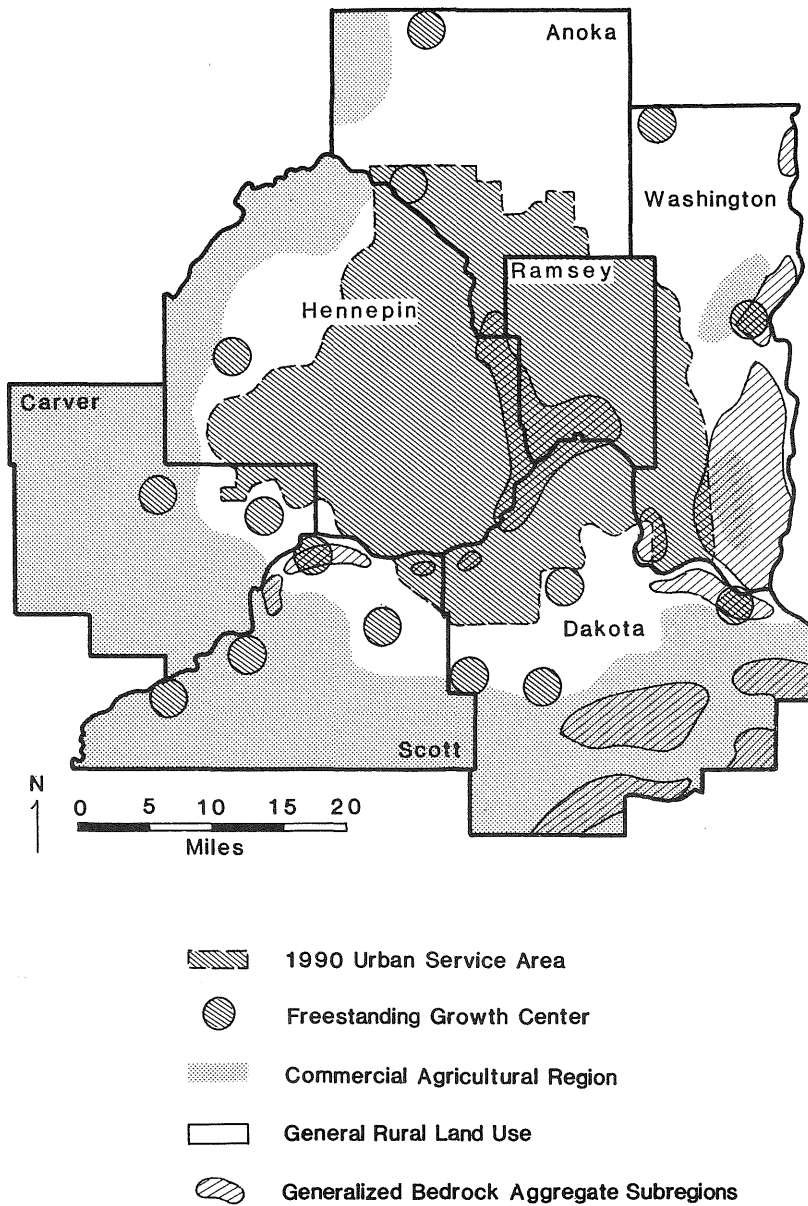 Anoka
Washington
Ramsey
Hennepin
Carver
Dakota
Scott
N
0 5 10 15 20
Miles
1990 Urban Service Area
Freestanding Growth Center
Commercial Agricultural Region
General Rural Land Use
Generalized Bedrock Aggregate Subregions